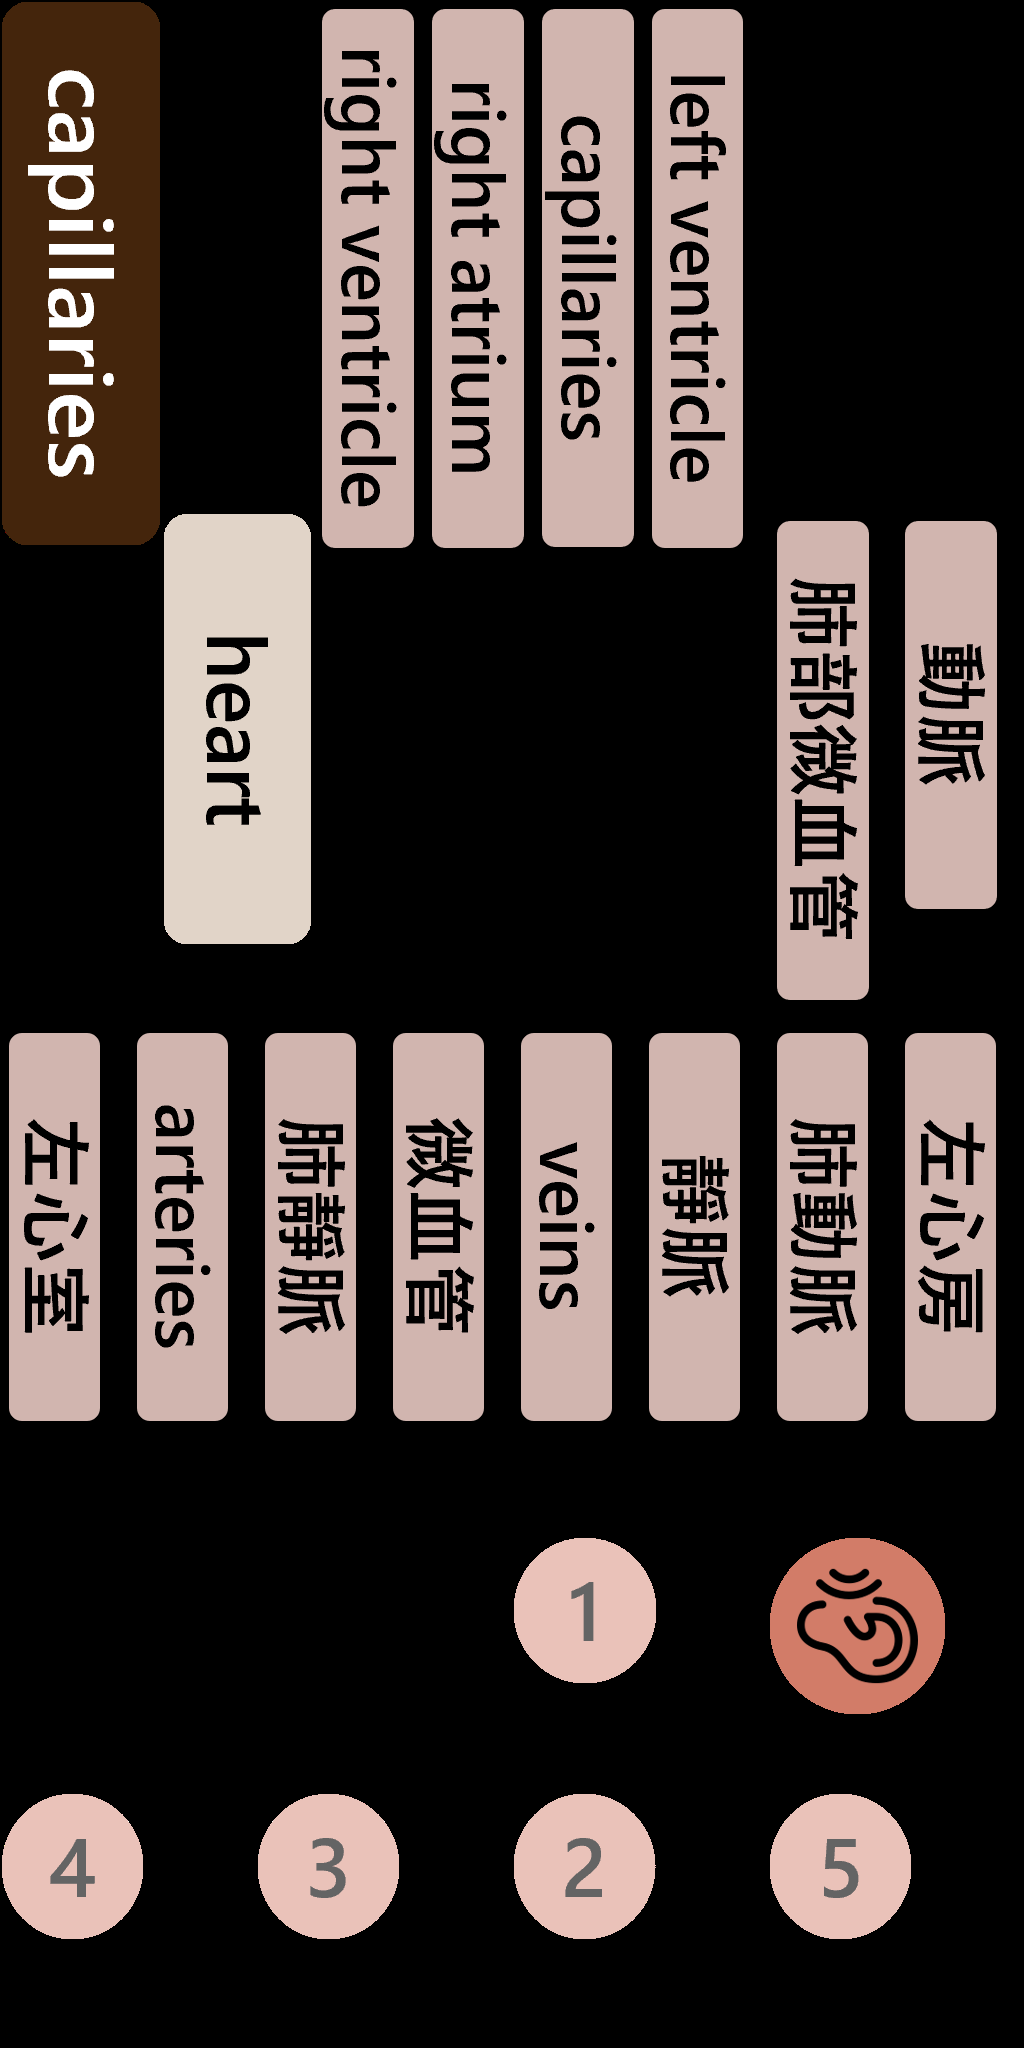 capillaries
right ventricle
right atrium
capillaries
left ventricle
heart
肺部微血管
動脈
左心室
arteries
肺靜脈
微血管
veins
靜脈
肺動脈
左心房
1
4
3
2
5